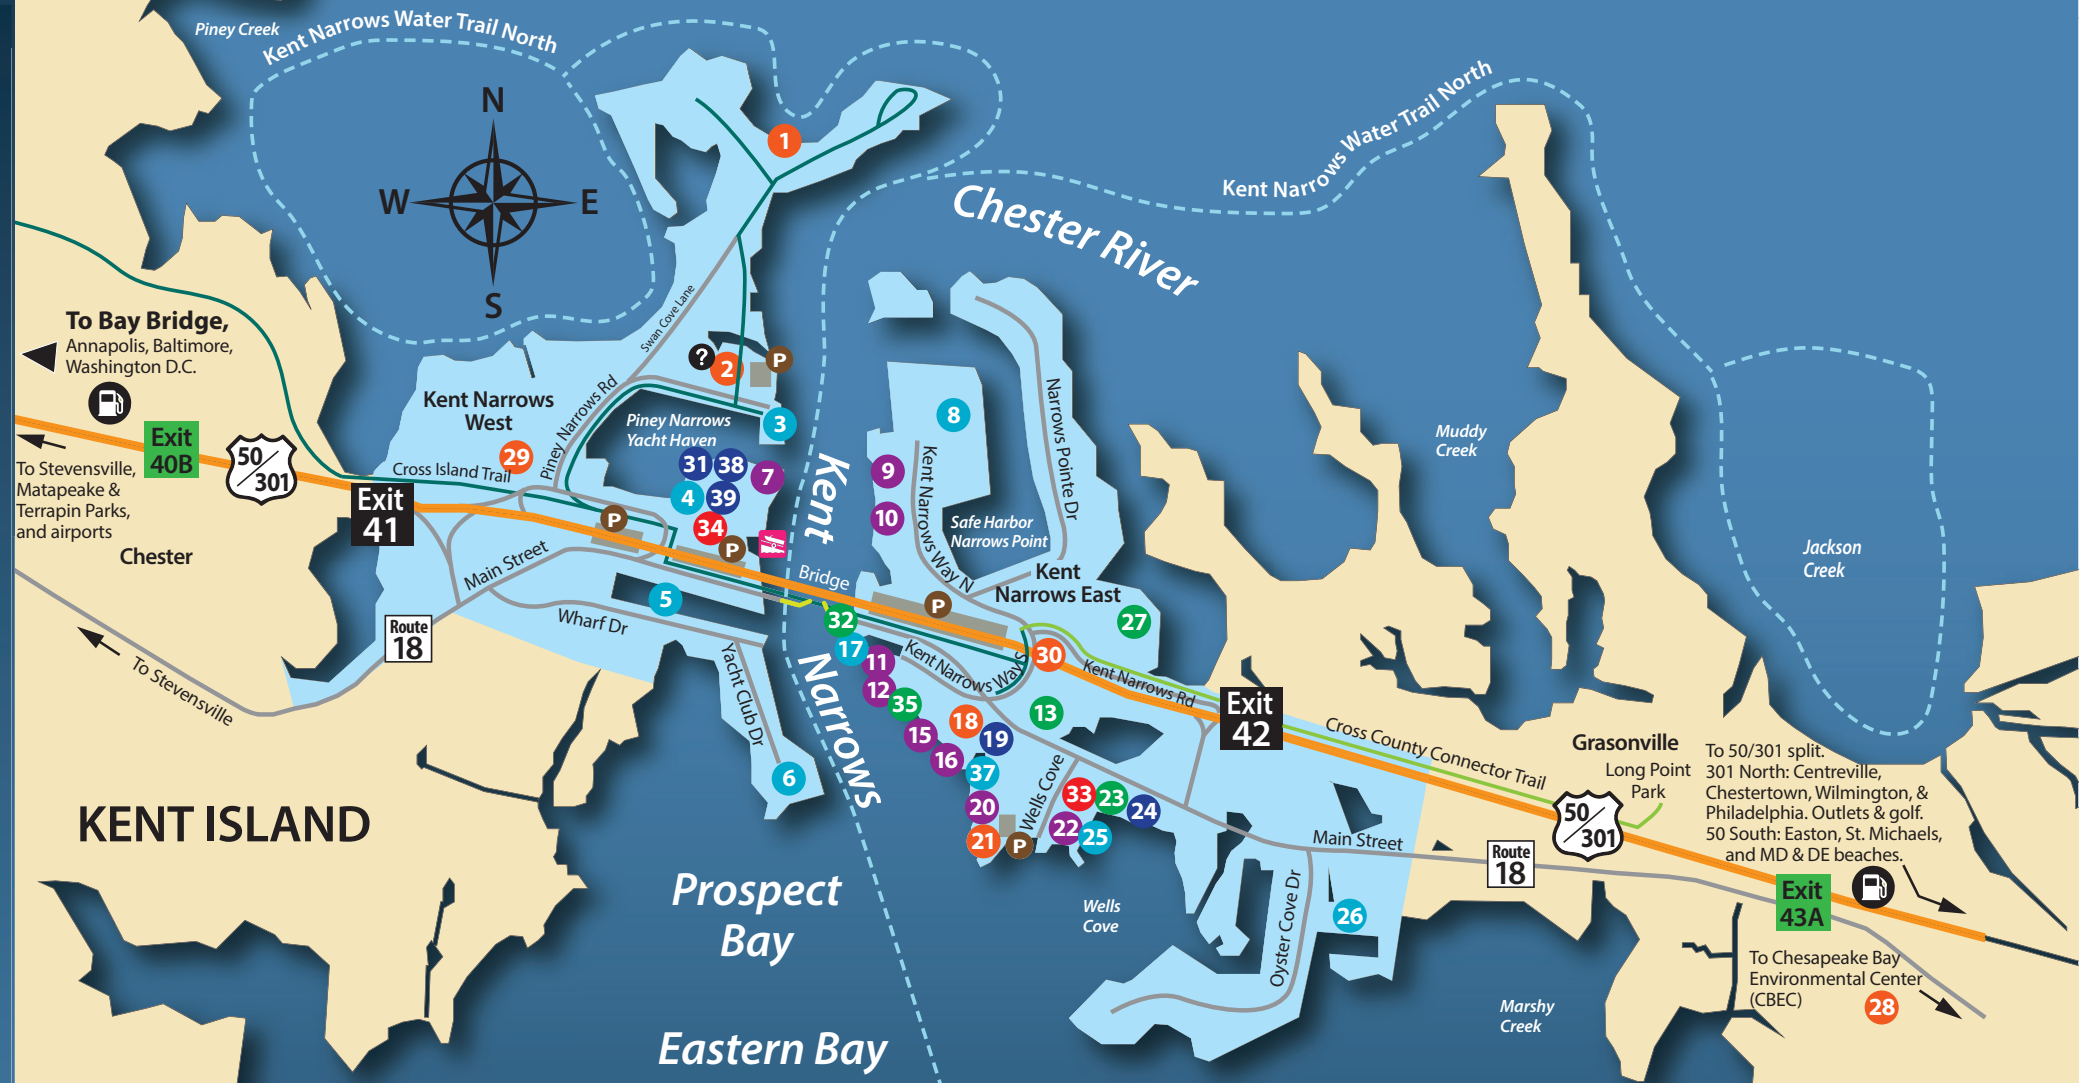 Piney Creek
Kent Narrows Water Trail North
N
W
E
S
1
Kent Narrows Water Trail North
Chester River
To Bay Bridge,
Annapolis, Baltimore,
Washington D.C.
Exit
40B
50
301
To Stevensville,
Matapeake &
Terrapin Parks,
and airports
Chester
Exit
41
Kent Narrows
West
29
Cross Island Trail
Piney Narrows Rd
Swan Cove Lane
?
2
P
3
Piney Narrows
Yacht Haven
31
38
7
4
39
34
P
P
Main Street
5
Wharf Dr
Route
18
To Stevensville
Yacht Club Dr
6
Bridge
Kent
Narrows
8
9
10
Kent Narrows Way N
Narrows Pointe Dr
Safe Harbor
Narrows Point
Kent
Narrows East
27
P
32
17
11
12
35
15
16
Kent Narrows Way S
30
Kent Narrows Rd
13
18
19
37
20
21
P
Wells Cove
33
23
24
22
25
Exit
42
Cross County Connector Trail
Muddy
Creek
Jackson
Creek
Grasonville
Long Point
Park
50
301
To 50/301 split.
301 North: Centreville,
Chestertown, Wilmington, &
Philadelphia. Outlets & golf.
50 South: Easton, St. Michaels,
and MD & DE beaches.
Main Street
Route
18
Exit
43A
Oyster Cove Dr
26
Wells
Cove
Marshy
Creek
To Chesapeake Bay
Environmental Center
(CBEC)
28
KENT ISLAND
Prospect
Bay
Eastern Bay